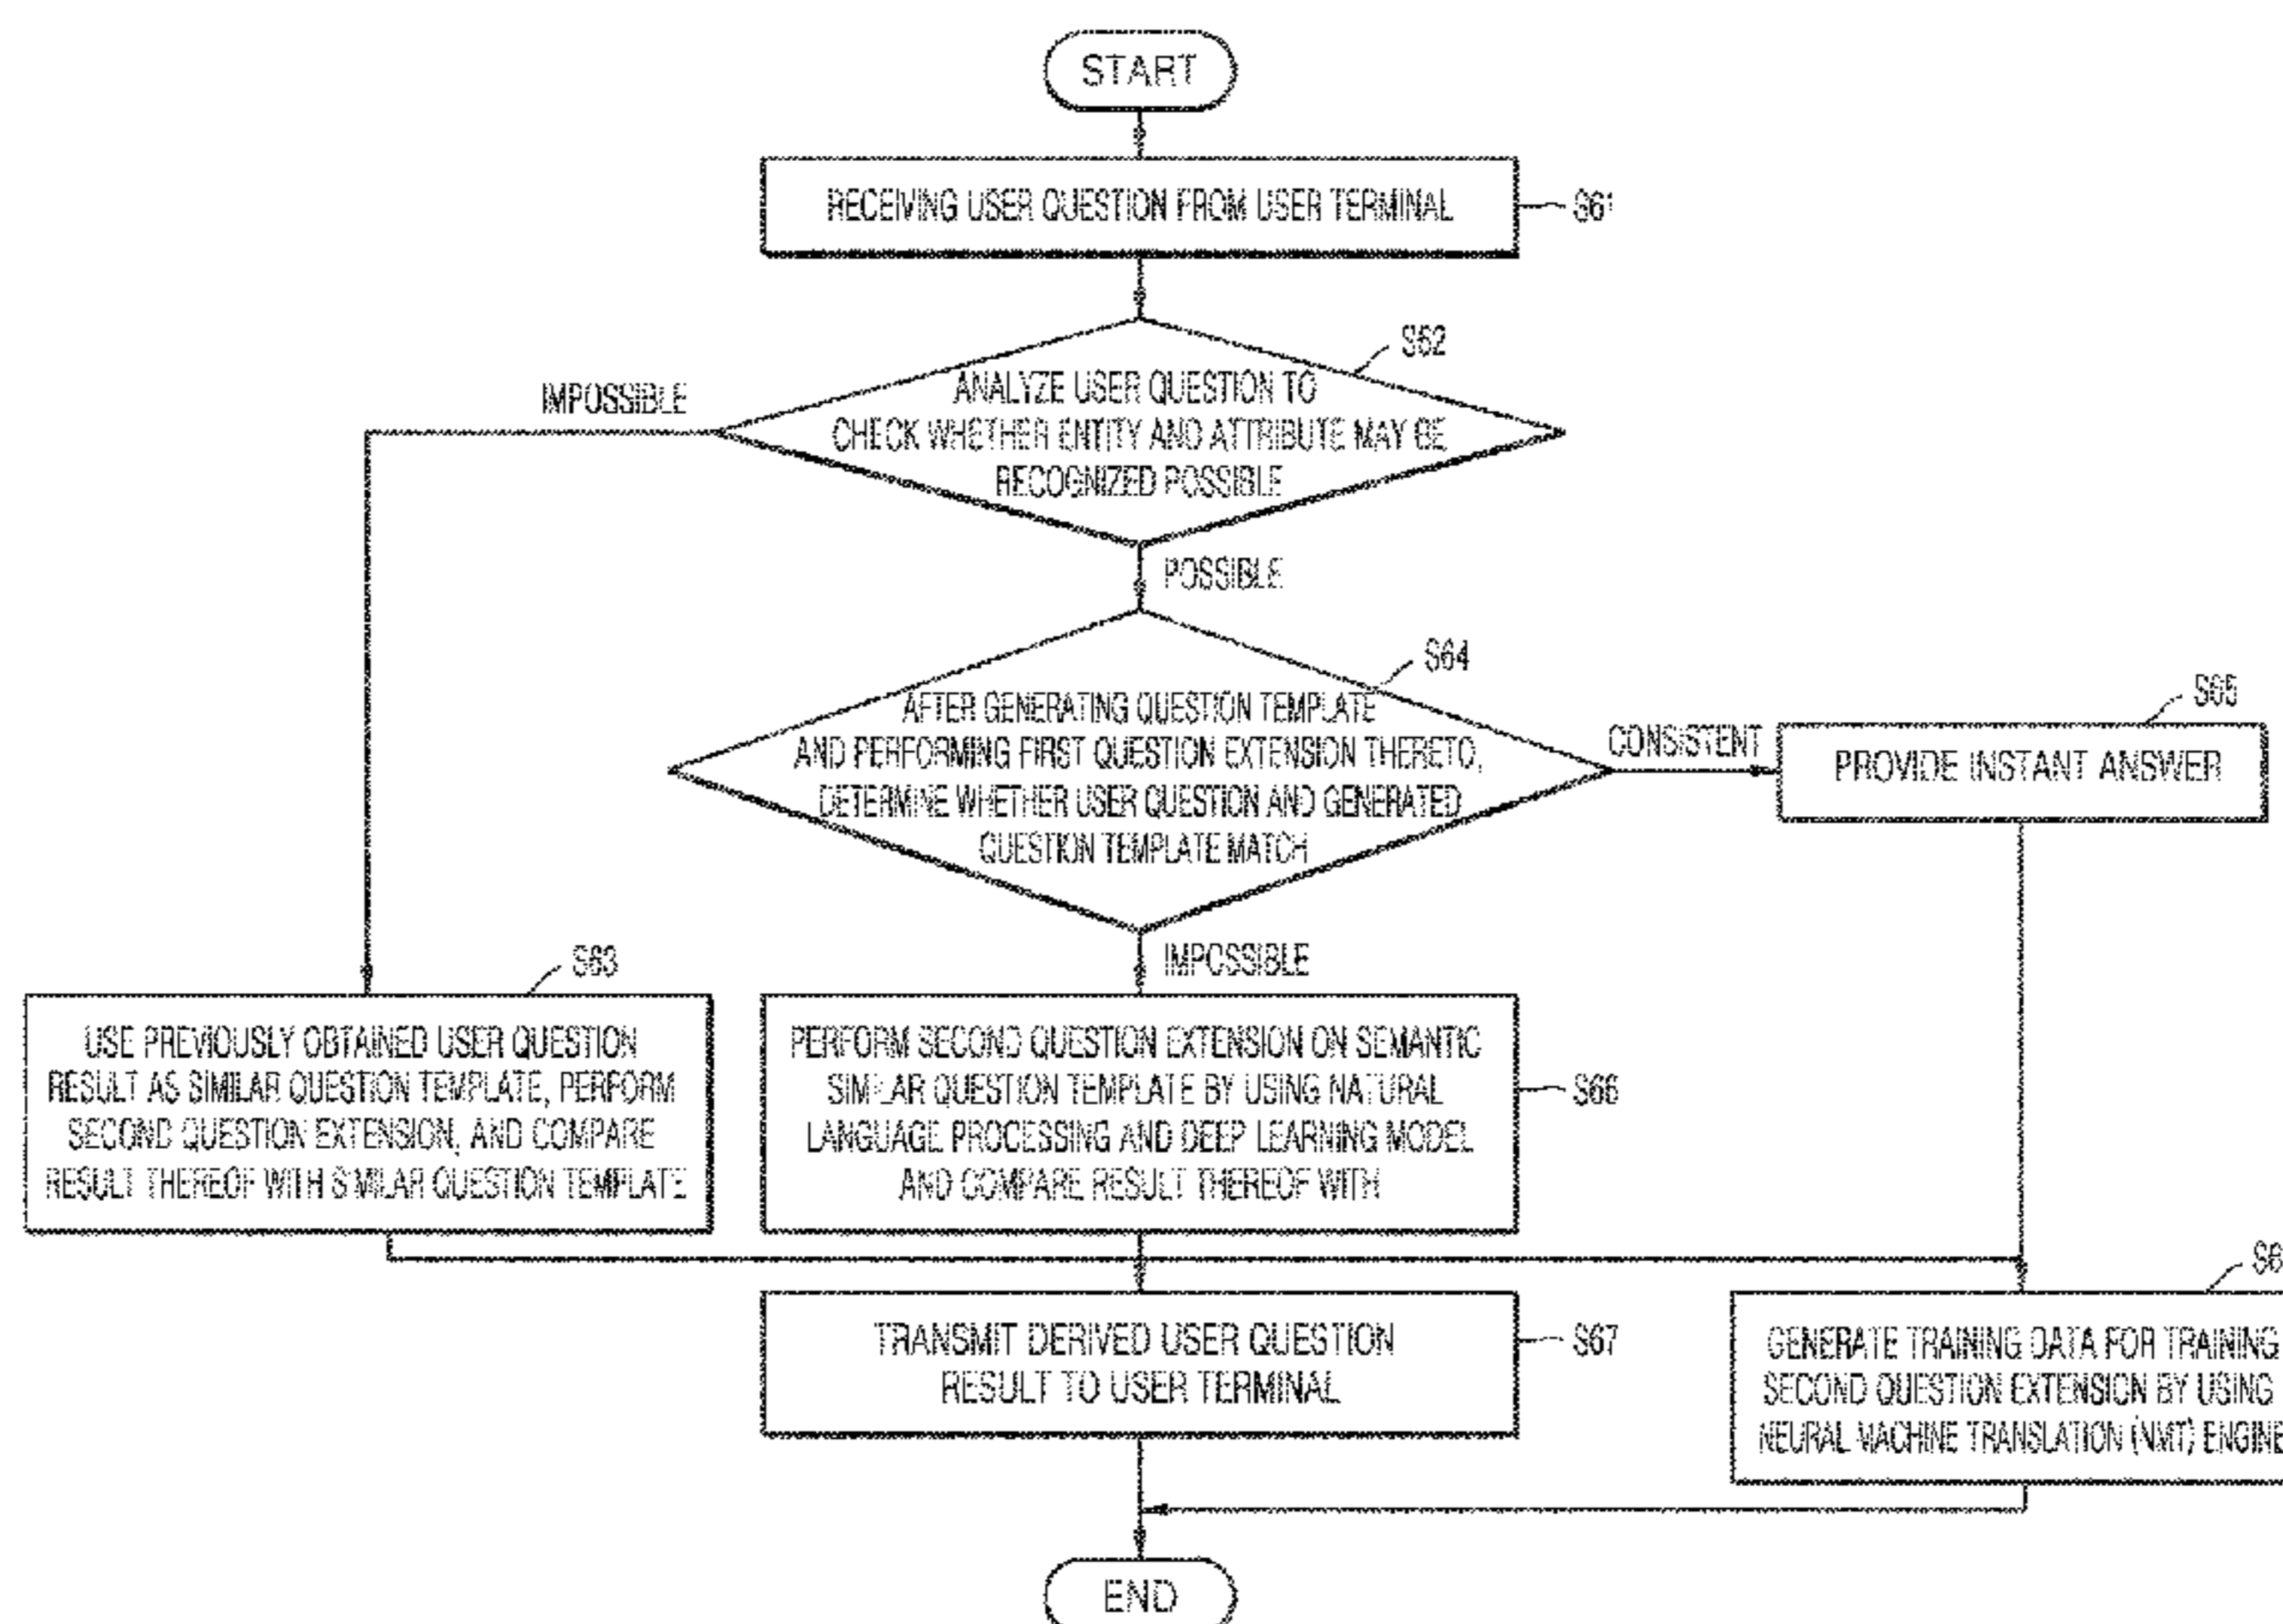 START
RECEIVING USER QUESTION FROM USER TERMINAL
S61
S62
ANALYZE USER QUESTION TO
CHECK WHETHER ENTITY AND ATTRIBUTE MAY BE
RECOGNIZED POSSIBLE
IMPOSSIBLE
POSSIBLE
S64
AFTER GENERATING QUESTION TEMPLATE
AND PERFORMING FIRST QUESTION EXTENSION THERETO,
DETERMINE WHETHER USER QUESTION AND GENERATED
QUESTION TEMPLATE MATCH
CONSISTENT
S65
PROVIDE INSTANT ANSWER
IMPOSSIBLE
S63
USE PREVIOUSLY OBTAINED USER QUESTION
RESULT AS SIMILAR QUESTION TEMPLATE, PERFORM
SECOND QUESTION EXTENSION, AND COMPARE
RESULT THEREOF WITH SIMILAR QUESTION TEMPLATE
PERFORM SECOND QUESTION EXTENSION ON SEMANTIC
SIMILAR QUESTION TEMPLATE BY USING NATURAL
LANGUAGE PROCESSING AND DEEP LEARNING MODEL
AND COMPARE RESULT THEREOF WITH
S66
TRANSMIT DERIVED USER QUESTION
RESULT TO USER TERMINAL
S67
GENERATE TRAINING DATA FOR TRAINING
SECOND QUESTION EXTENSION BY USING
NEURAL MACHINE TRANSLATION (NMT) ENGINE
END